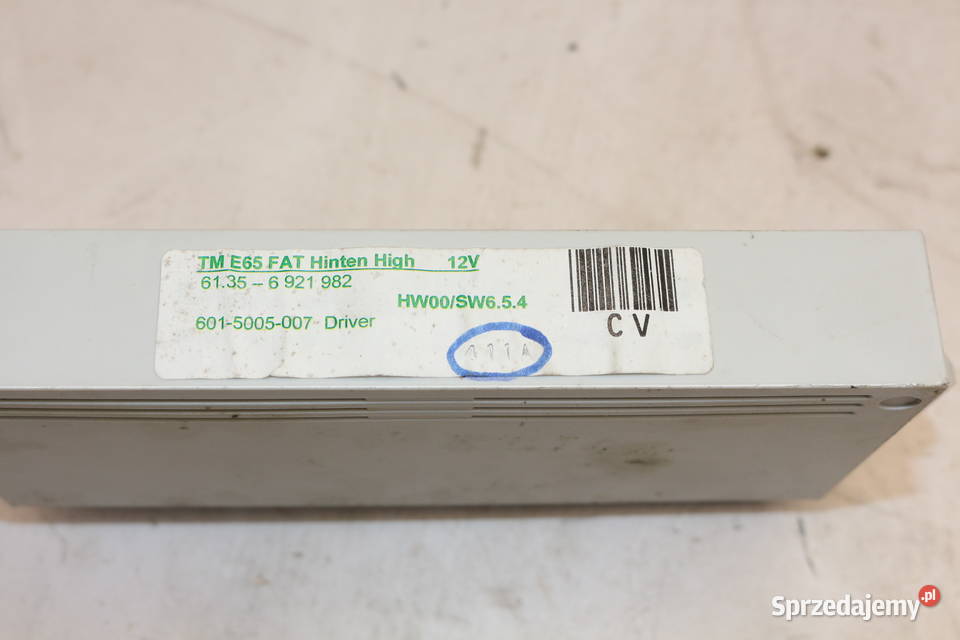 TM E65 FAT Hinten High 12V
61.35 – 6 921 982
HW00/SW6.5.4
601-5005-007 Driver
CV
Sprzedajemy.pl